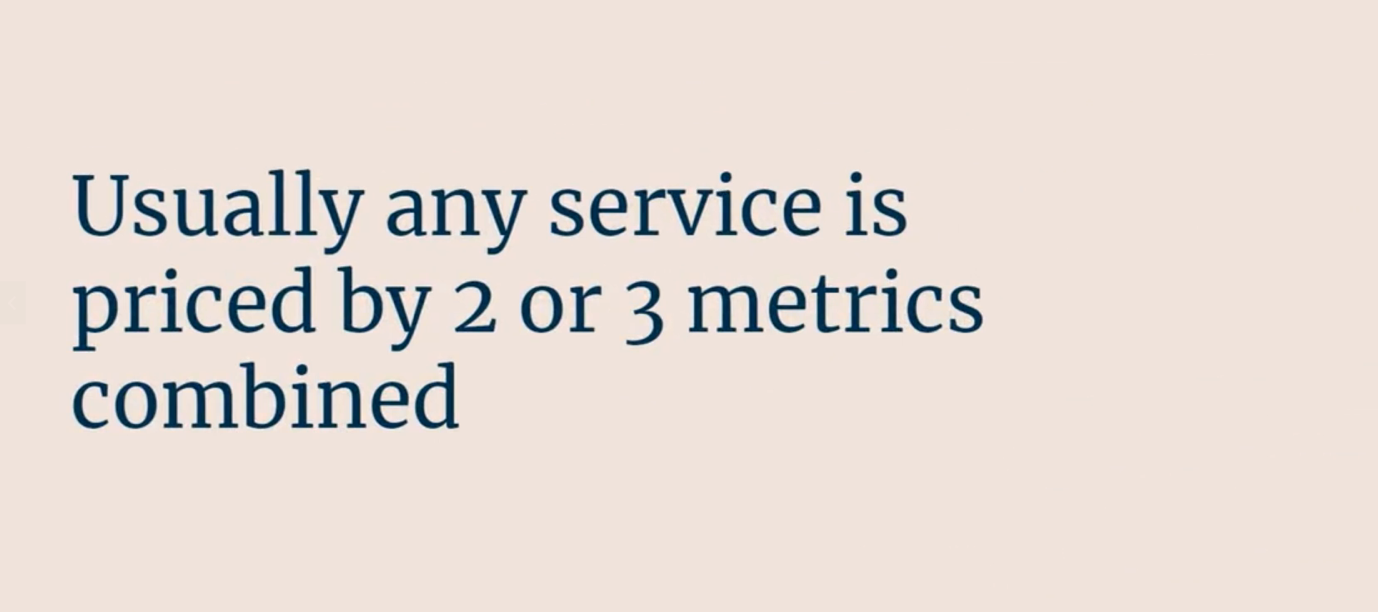 Usually any service is
priced by 2 or 3 metrics
combined